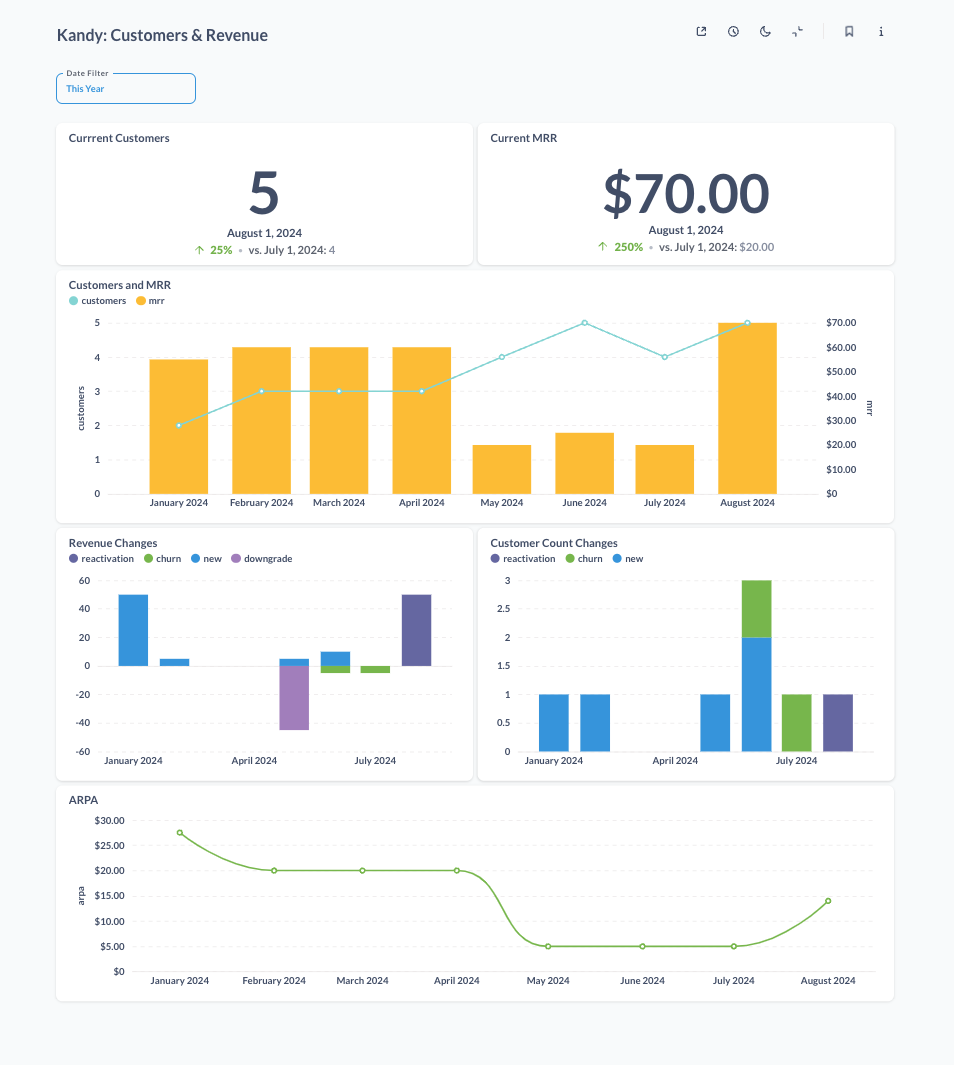 Kandy: Customers & Revenue
Date Filter
This Year
Currrent Customers
5
August 1, 2024
↑ 25% • vs. July 1, 2024: 4
Current MRR
$70.00
August 1, 2024
↑ 250% • vs. July 1, 2024: $20.00
Customers and MRR
customers mrr
5
4
3
2
1
0
customers
$70.00
$60.00
$50.00
$40.00
$30.00
$20.00
$10.00
$0
mrr
January 2024 February 2024 March 2024 April 2024 May 2024 June 2024 July 2024 August 2024
Revenue Changes
reactivation churn new downgrade
60
40
20
0
-20
-40
-60
January 2024 April 2024 July 2024
Customer Count Changes
reactivation churn new
3
2.5
2
1.5
1
0.5
0
January 2024 April 2024 July 2024
ARPA
$30.00
$25.00
$20.00
$15.00
$10.00
$5.00
$0
arpa
January 2024 February 2024 March 2024 April 2024 May 2024 June 2024 July 2024 August 2024